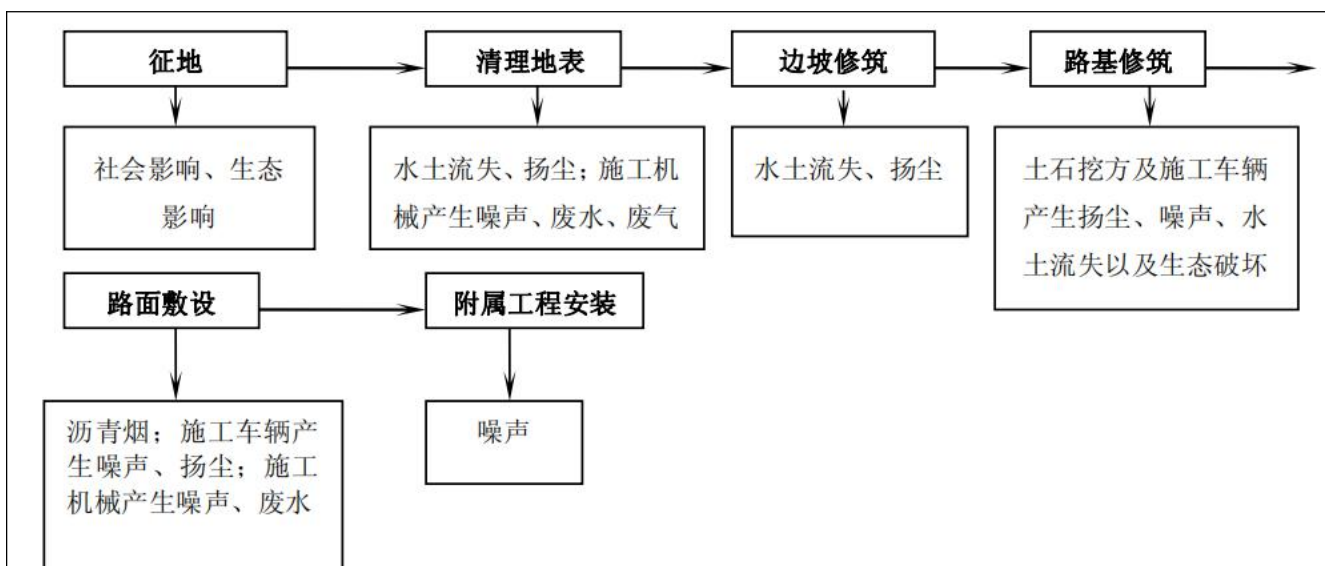 征地
清理地表
边坡修筑
路基修筑
社会影响、生态
影响
水土流失、扬尘；施工机
械产生噪声、废水、废气
水土流失、扬尘
土石挖方及施工车辆
产生扬尘、噪声、水
土流失以及生态破坏
路面敷设
附属工程安装
沥青烟；施工车辆产
生噪声、扬尘；施工
机械产生噪声、废水
噪声